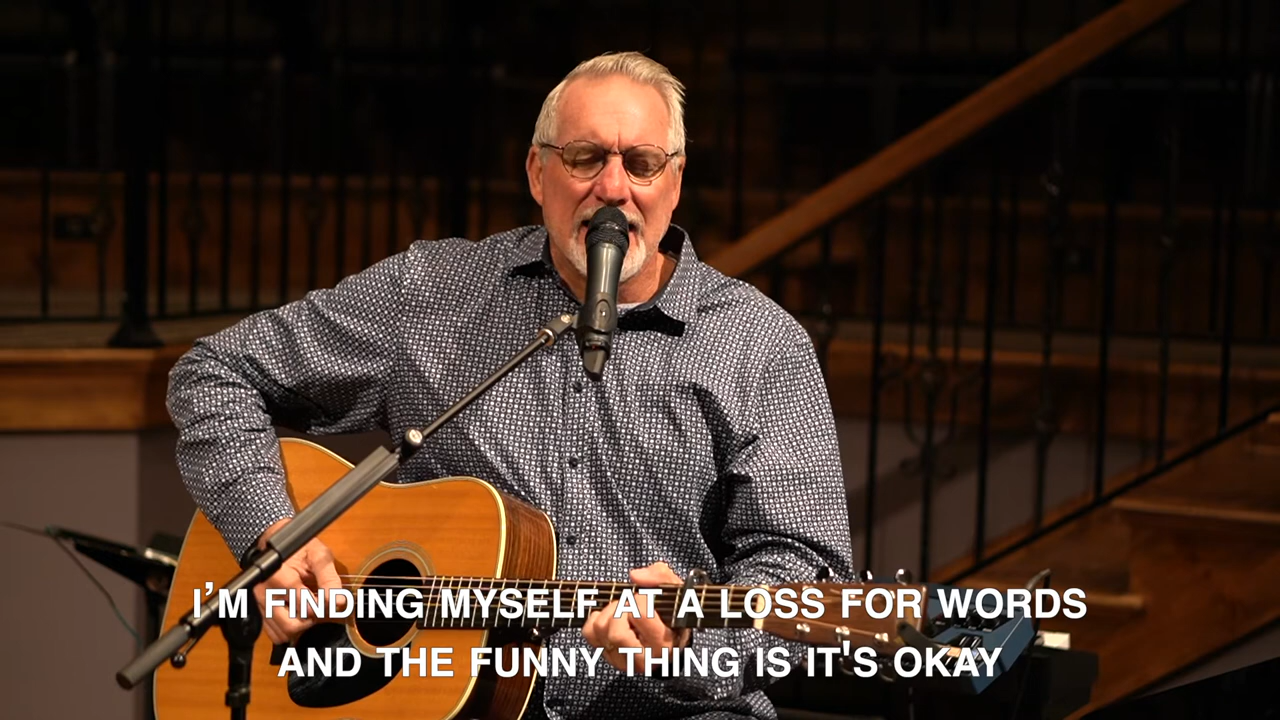 I'M FINDING MYSELF AT A LOSS FOR WORDS
AND THE FUNNY THING IS IT'S OKAY